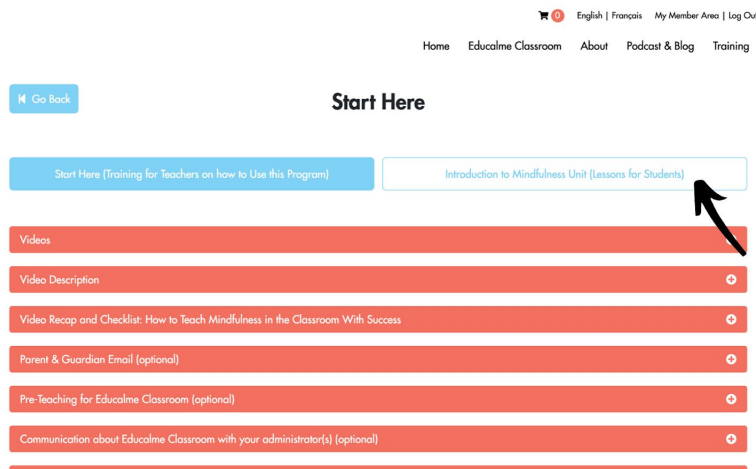 0 English | Français My Member Area | Log Out
Home Educalme Classroom About Podcast & Blog Training
Go Back
Start Here
Start Here (Training for Teachers on how to Use this Program)
Introduction to Mindfulness Unit (Lessons for Students)
Videos
Video Description
Video Recap and Checklist: How to Teach Mindfulness in the Classroom With Success
Parent & Guardian Email (optional)
Pre-Teaching for Educalme Classroom (optional)
Communication about Educalme Classroom with your administrator(s) (optional)